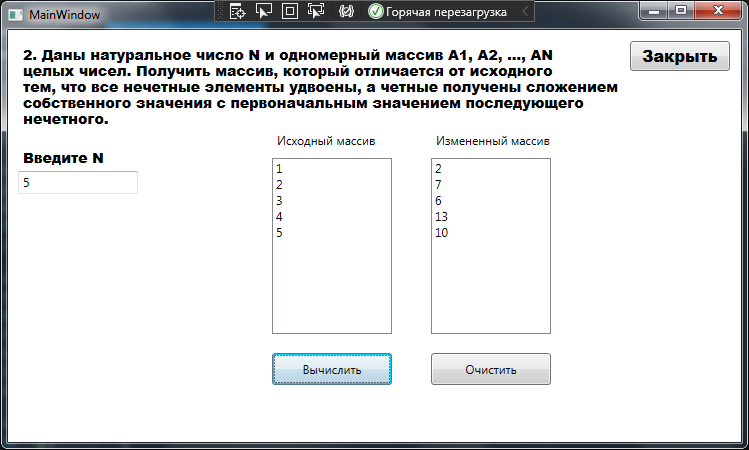 MainWindow
Горячая перезагрузка
2. Даны натуральное число N и одномерный массив A1, A2, ..., AN
целых чисел. Получить массив, который отличается от исходного
тем, что все нечетные элементы удвоены, а четные получены сложением
собственного значения с первоначальным значением последующего
нечетного.
Закрыть
Введите N
5
Исходный массив
1
2
3
4
5
Измененный массив
2
7
6
13
10
Вычислить
Очистить